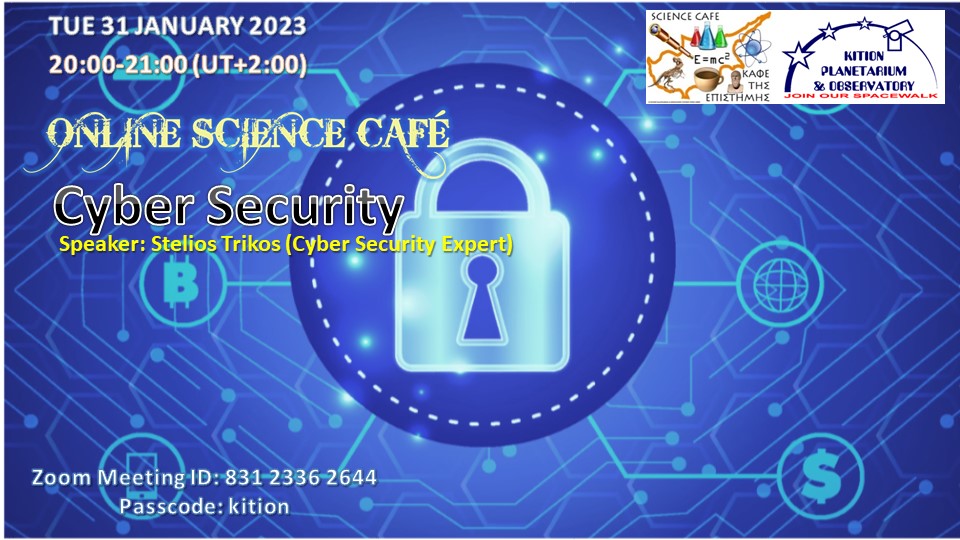 TUE 31 JANUARY 2023
20:00-21:00 (UT+2:00)
SCIENCE CAFE
E=mc²
ΚΑΦΕ
ΤΗΣ
ΕΠΙΣΤΗΜΗΣ
KITION
PLANETARIUM
& OBSERVATORY
JOIN OUR SPACEWALK
ONLINE SCIENCE CAFÉ
Cyber Security
Speaker: Stelios Trikos (Cyber Security Expert)
Zoom Meeting ID: 831 2336 2644
Passcode: kition